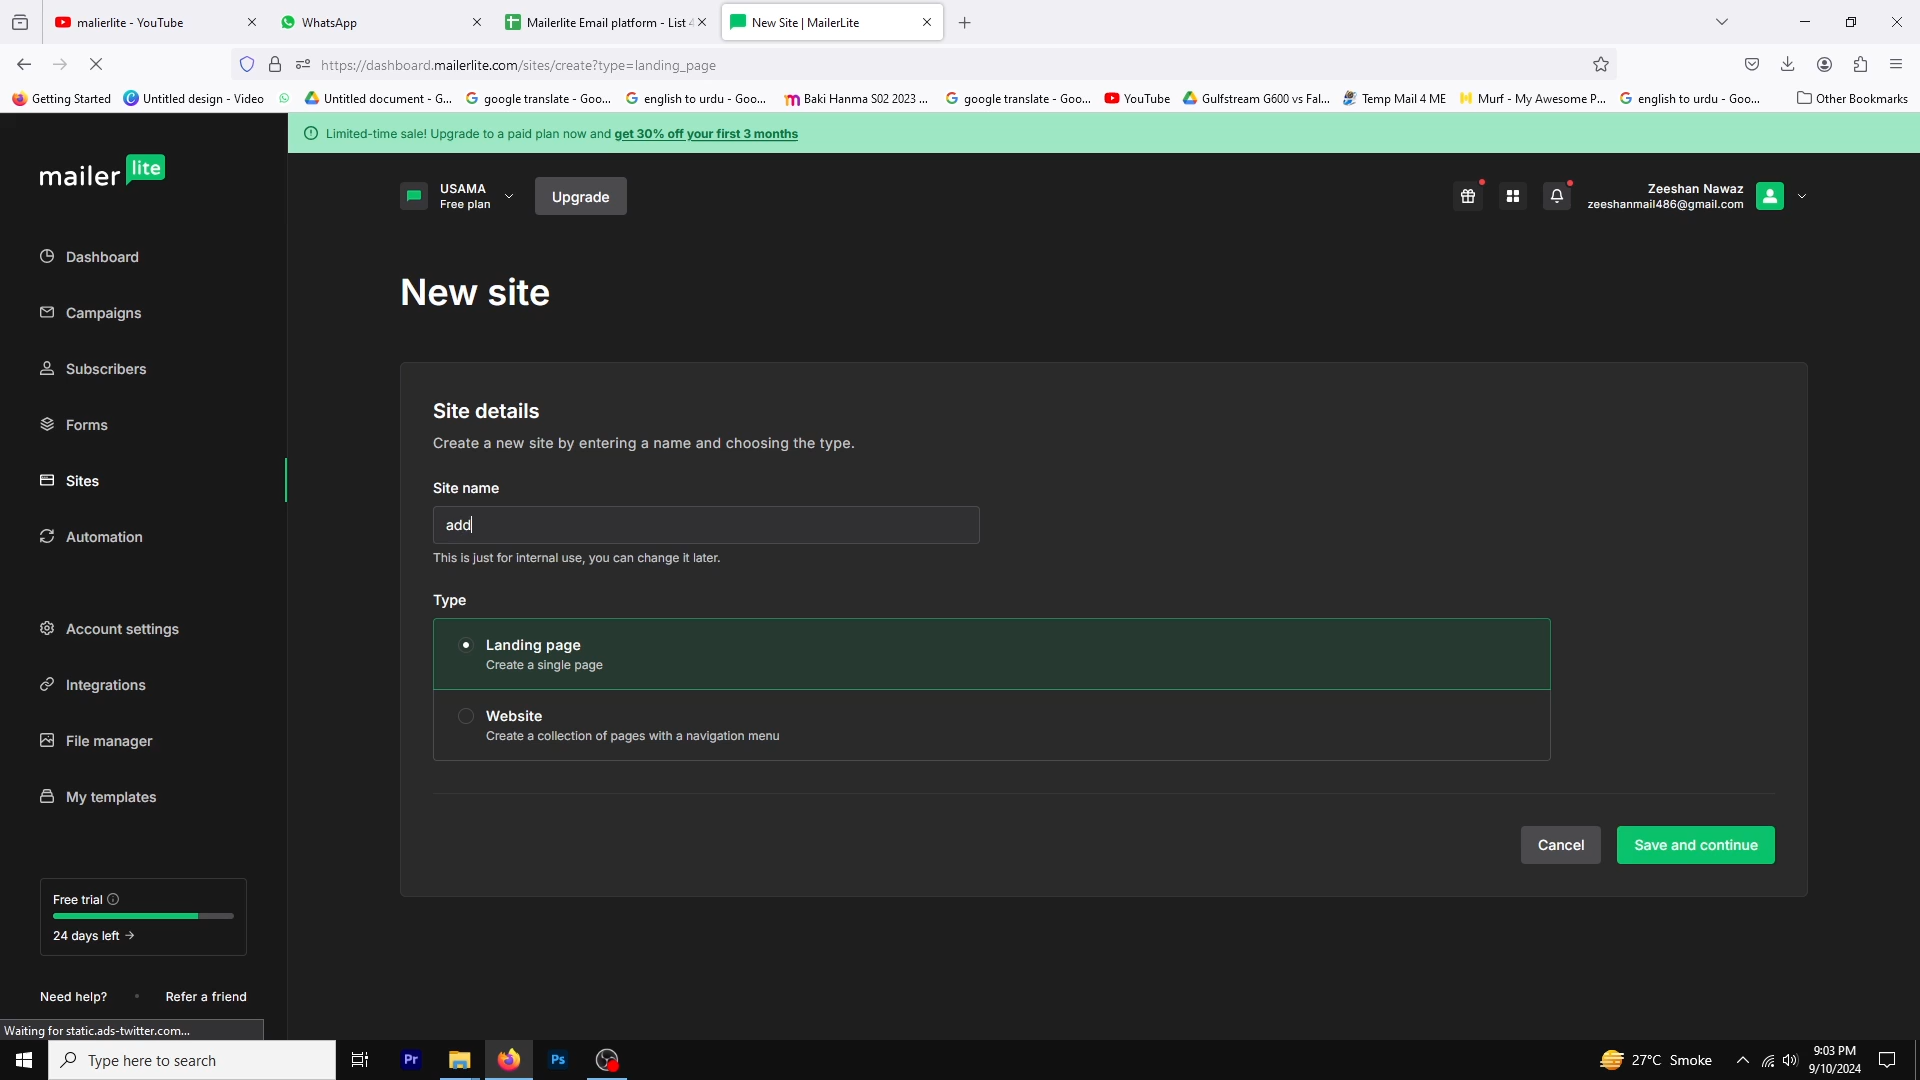 malierlite - YouTube
WhatsApp
Mailerlite Email platform - List 4
New Site | MailerLite
https://dashboard.mailerlite.com/sites/create?type=landing_page
Getting Started
Untitled design - Video
Untitled document - G...
google translate - Goo...
english to urdu - Goo...
Baki Hanma S02 2023 ...
google translate - Goo...
YouTube
Gulfstream G600 vs Fal...
Temp Mail 4 ME
Murf - My Awesome P...
english to urdu - Goo...
Other Bookmarks
Limited-time sale! Upgrade to a paid plan now and get 30% off your first 3 months
mailer lite
USAMA
Free plan
Upgrade
Zeeshan Nawaz
zeeshanmail486@gmail.com
Dashboard
Campaigns
Subscribers
Forms
Sites
Automation
Account settings
Integrations
File manager
My templates
Free trial
24 days left →
Need help?
Refer a friend
New site
Site details
Create a new site by entering a name and choosing the type.
Site name
add
This is just for internal use, you can change it later.
Type
Landing page
Create a single page
Website
Create a collection of pages with a navigation menu
Cancel
Save and continue
Waiting for static.ads-twitter.com...
Type here to search
Pr
Ps
27°C Smoke
9:03 PM
9/10/2024